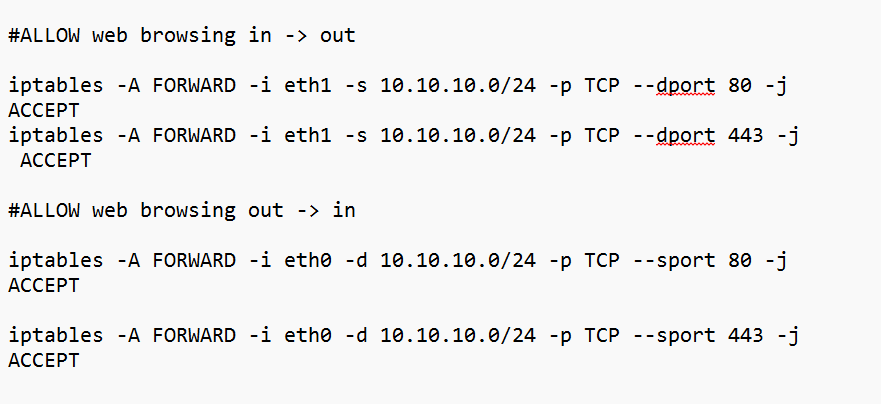 #ALLOW web browsing in -> out
iptables -A FORWARD -i eth1 -s 10.10.10.0/24 -p TCP --dport 80 -j
ACCEPT
iptables -A FORWARD -i eth1 -s 10.10.10.0/24 -p TCP --dport 443 -j
ACCEPT
#ALLOW web browsing out -> in
iptables -A FORWARD -i eth0 -d 10.10.10.0/24 -p TCP --sport 80 -j
ACCEPT
iptables -A FORWARD -i eth0 -d 10.10.10.0/24 -p TCP --sport 443 -j
ACCEPT